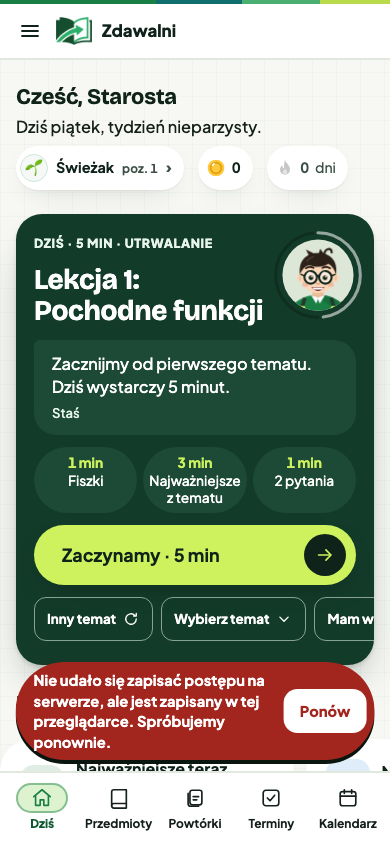 Zdawalni
Cześć, Starosta
Dziś piątek, tydzień nieparzysty.
Świeżak poz. 1 ›
0
0 dni
DZIŚ · 5 MIN · UTRWALANIE
Lekcja 1:
Pochodne funkcji
Zacznijmy od pierwszego tematu.
Dziś wystarczy 5 minut.
Staś
1 min
Fiszki
3 min
Najważniejsze
z tematu
1 min
2 pytania
Zaczynamy · 5 min
Inny temat
Wybierz temat
Mam w
Nie udało się zapisać postępu na
serwerze, ale jest zapisany w tej
przeglądarce. Spróbujemy
ponownie.
Ponów
Najważniejsze teraz
Dziś
Przedmioty
Powtórki
Terminy
Kalendarz